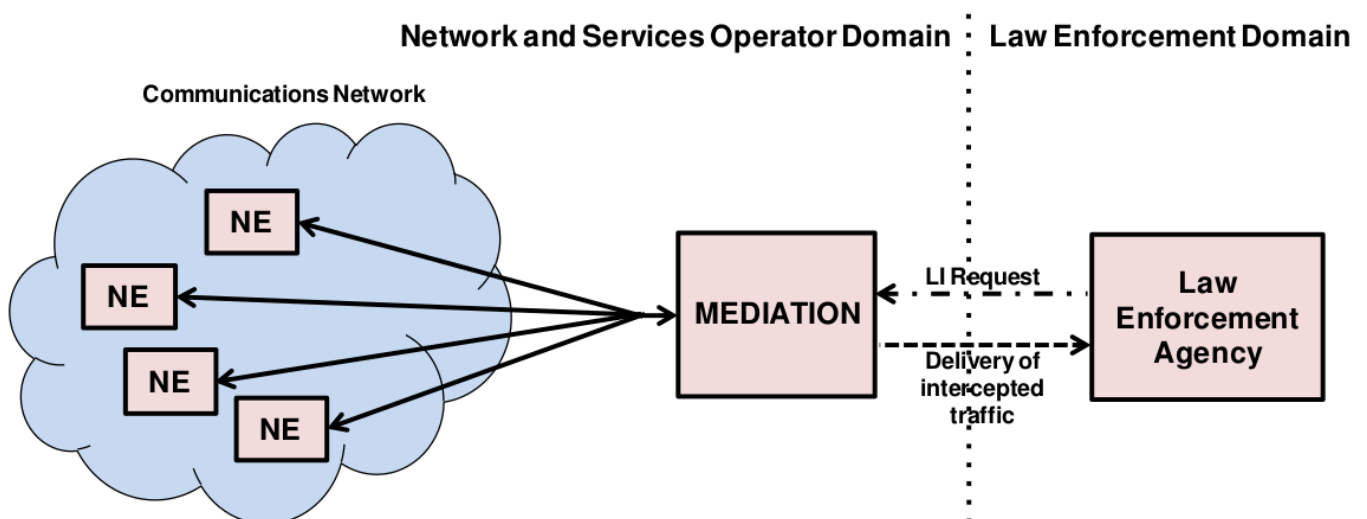 Network and Services Operator Domain
Law Enforcement Domain
Communications Network
NE
NE
NE
NE
MEDIATION
LI Request
Delivery of
intercepted
traffic
Law
Enforcement
Agency